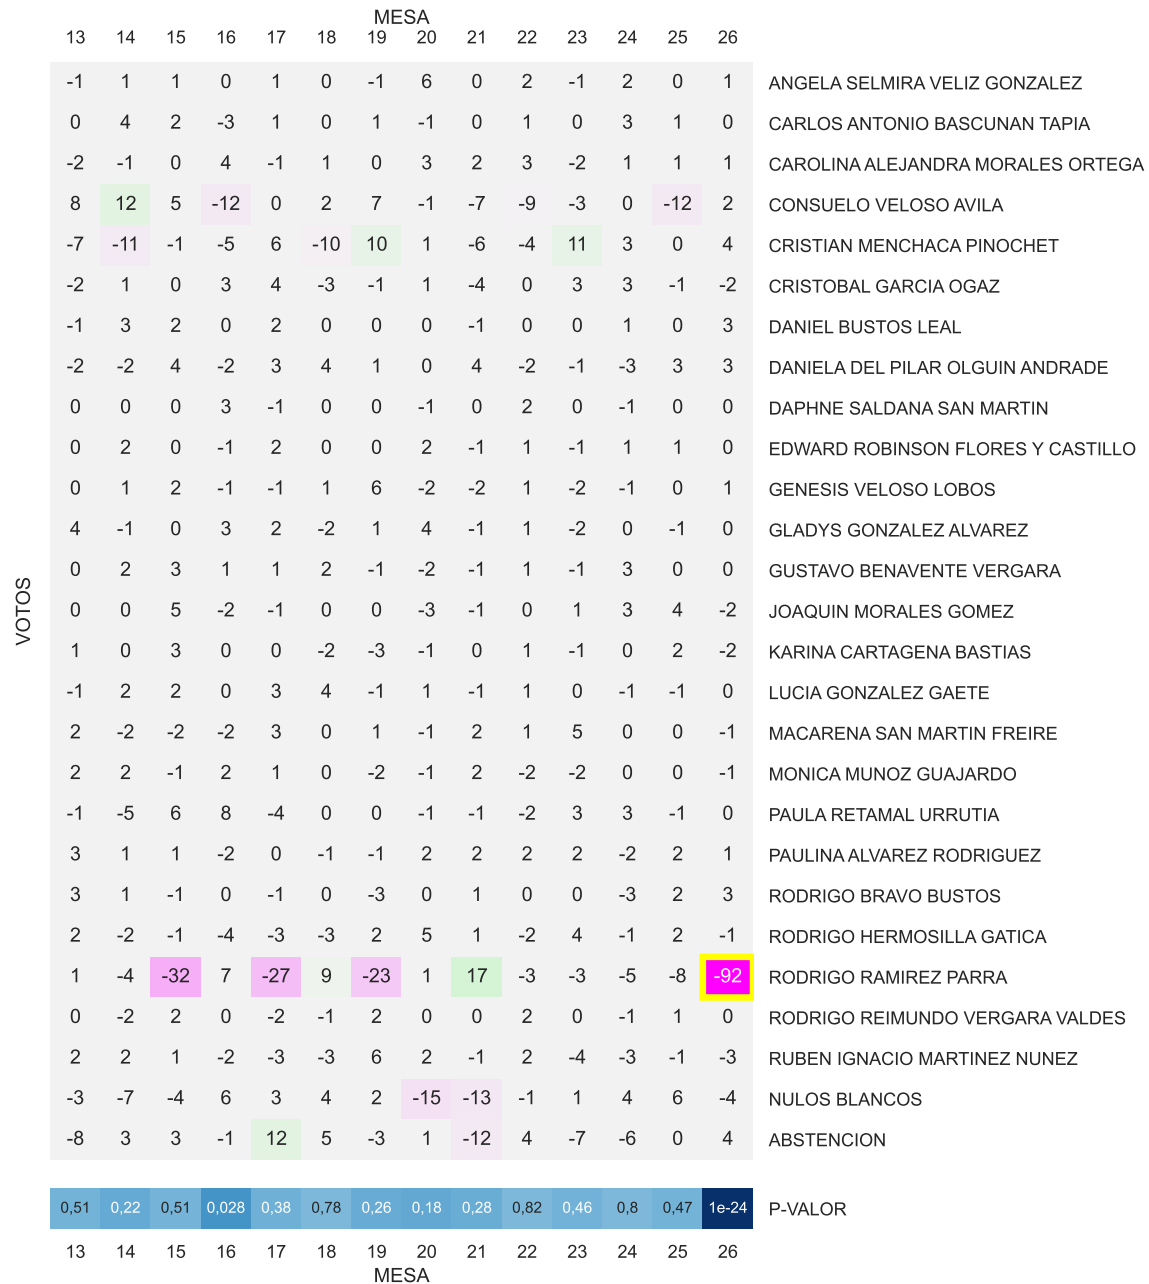 MESA
13 14 15 16 17 18 19 20 21 22 23 24 25 26
-1 1 1 0 1 0 -1 6 0 2 -1 2 0 1 ANGELA SELMIRA VELIZ GONZALEZ
0 4 2 -3 1 0 1 -1 0 1 0 3 1 0 CARLOS ANTONIO BASCUNAN TAPIA
-2 -1 0 4 -1 1 0 3 2 3 -2 1 1 1 CAROLINA ALEJANDRA MORALES ORTEGA
8 12 5 -12 0 2 7 -1 -7 -9 -3 0 -12 2 CONSUELO VELOSO AVILA
-7 -11 -1 -5 6 -10 10 1 -6 -4 11 3 0 4 CRISTIAN MENCHACA PINOCHET
-2 1 0 3 4 -3 -1 1 -4 0 3 3 -1 -2 CRISTOBAL GARCIA OGAZ
-1 3 2 0 2 0 0 0 -1 0 0 1 0 3 DANIEL BUSTOS LEAL
-2 -2 4 -2 3 4 1 0 4 -2 -1 -3 3 3 DANIELA DEL PILAR OLGUIN ANDRADE
0 0 0 3 -1 0 0 -1 0 2 0 -1 0 0 DAPHNE SALDANA SAN MARTIN
0 2 0 -1 2 0 0 2 -1 1 -1 1 1 0 EDWARD ROBINSON FLORES Y CASTILLO
0 1 2 -1 -1 1 6 -2 -2 1 -2 -1 0 1 GENESIS VELOSO LOBOS
4 -1 0 3 2 -2 1 4 -1 1 -2 0 -1 0 GLADYS GONZALEZ ALVAREZ
0 2 3 1 1 2 -1 -2 -1 1 -1 3 0 0 GUSTAVO BENAVENTE VERGARA
VOTOS
0 0 5 -2 -1 0 0 -3 -1 0 1 3 4 -2 JOAQUIN MORALES GOMEZ
1 0 3 0 0 -2 -3 -1 0 1 -1 0 2 -2 KARINA CARTAGENA BASTIAS
-1 2 2 0 3 4 -1 1 -1 1 0 -1 -1 0 LUCIA GONZALEZ GAETE
2 -2 -2 -2 3 0 1 -1 2 1 5 0 0 -1 MACARENA SAN MARTIN FREIRE
2 2 -1 2 1 0 -2 -1 2 -2 -2 0 0 -1 MONICA MUNOZ GUAJARDO
-1 -5 6 8 -4 0 0 -1 -1 -2 3 3 -1 0 PAULA RETAMAL URRUTIA
3 1 1 -2 0 -1 -1 2 2 2 2 -2 2 1 PAULINA ALVAREZ RODRIGUEZ
3 1 -1 0 -1 0 -3 0 1 0 0 -3 2 3 RODRIGO BRAVO BUSTOS
2 -2 -1 -4 -3 -3 2 5 1 -2 4 -1 2 -1 RODRIGO HERMOSILLA GATICA
1 -4 -32 7 -27 9 -23 1 17 -3 -3 -5 -8 -92 RODRIGO RAMIREZ PARRA
0 -2 2 0 -2 -1 2 0 0 2 0 -1 1 0 RODRIGO REIMUNDO VERGARA VALDES
2 2 1 -2 -3 -3 6 2 -1 2 -4 -3 -1 -3 RUBEN IGNACIO MARTINEZ NUNEZ
-3 -7 -4 6 3 4 2 -15 -13 -1 1 4 6 -4 NULOS BLANCOS
-8 3 3 -1 12 5 -3 1 -12 4 -7 -6 0 4 ABSTENCION
0,51 0,22 0,51 0,028 0,38 0,78 0,26 0,18 0,28 0,82 0,46 0,8 0,47 1e-24 P-VALOR
13 14 15 16 17 18 19 20 21 22 23 24 25 26
MESA